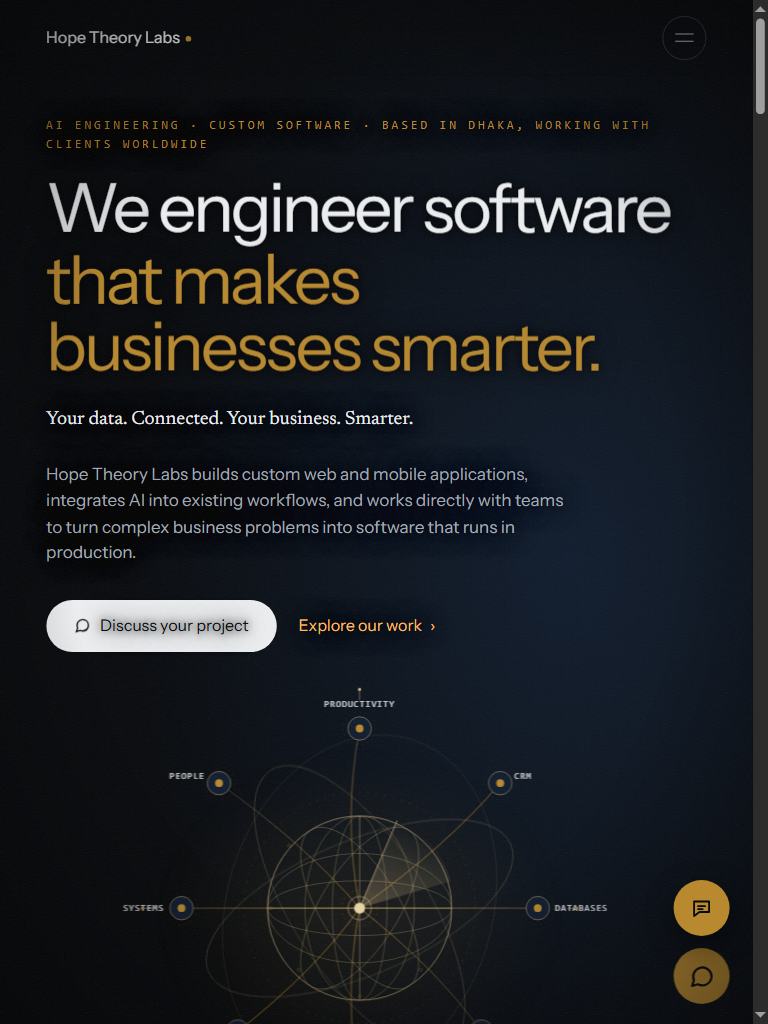 Hope Theory Labs
AI ENGINEERING · CUSTOM SOFTWARE · BASED IN DHAKA, WORKING WITH
CLIENTS WORLDWIDE
We engineer software
that makes
businesses smarter.
Your data. Connected. Your business. Smarter.
Hope Theory Labs builds custom web and mobile applications,
integrates AI into existing workflows, and works directly with teams
to turn complex business problems into software that runs in
production.
Discuss your project
Explore our work ›
PRODUCTIVITY
PEOPLE
CRM
SYSTEMS
DATABASES